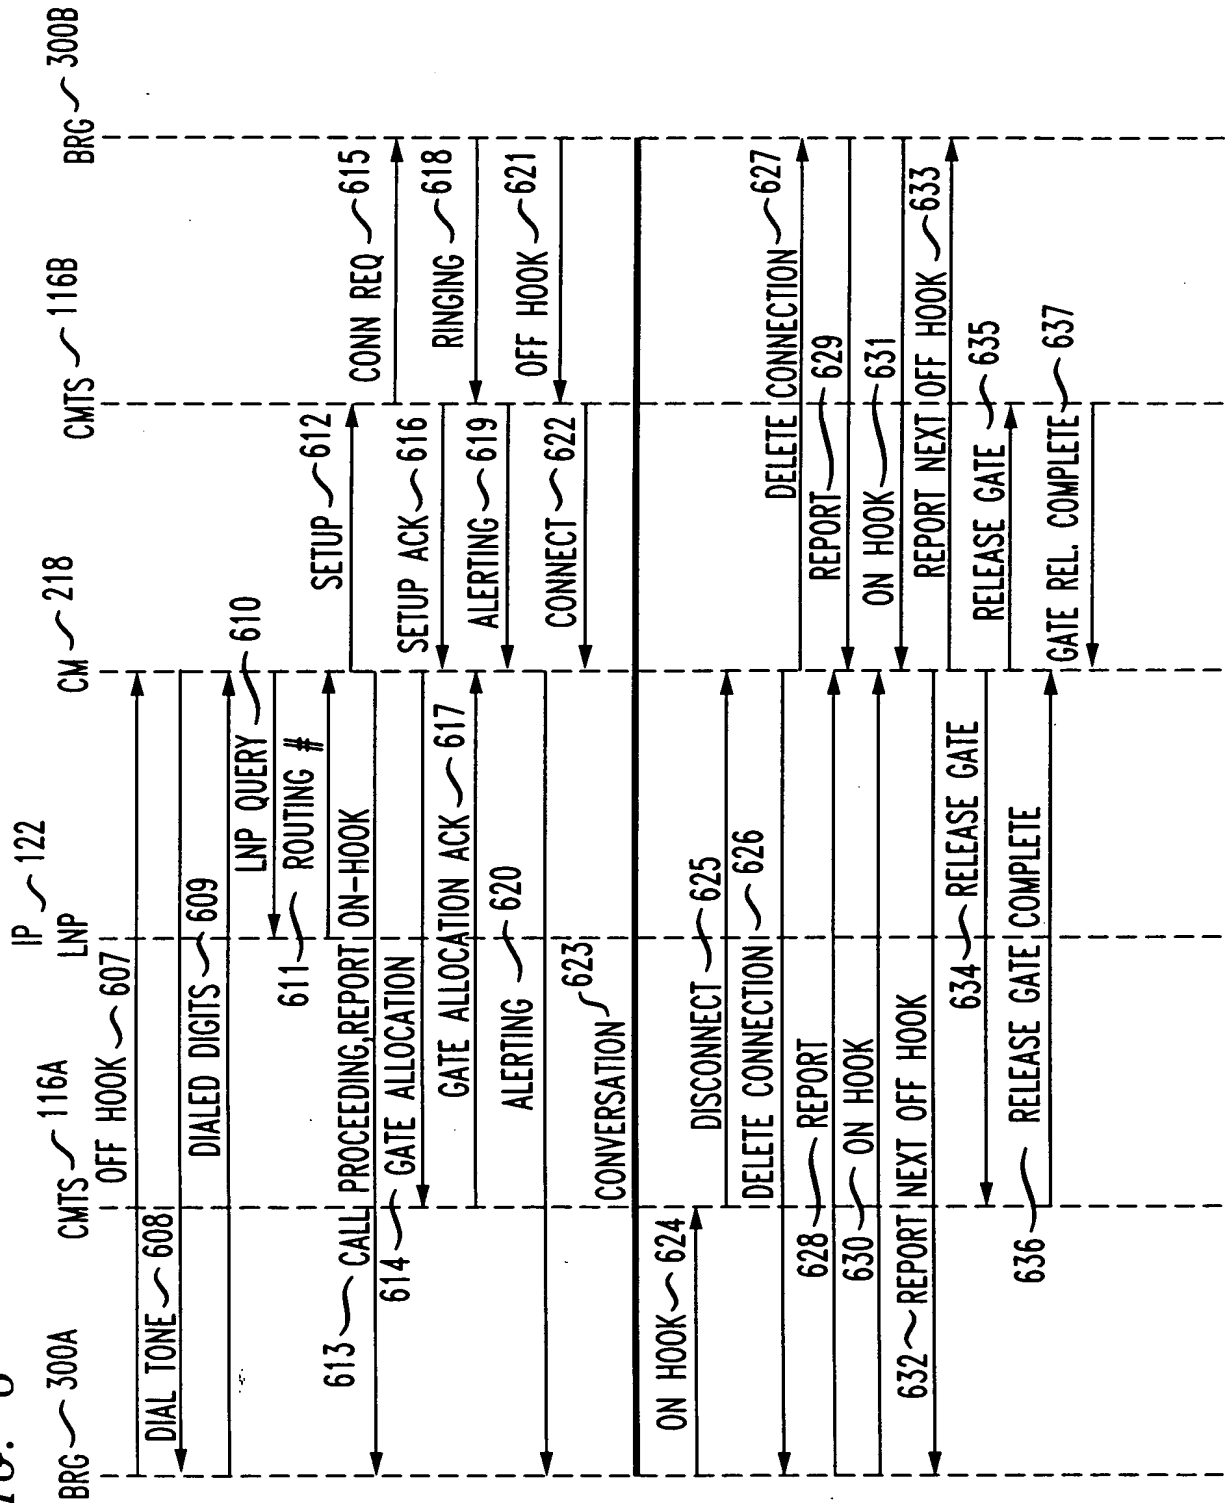 BRG 300A
CMTS 116A
IP 122
LNP
CM 218
CMTS 116B
BRG 300B
OFF HOOK 607
DIAL TONE 608
DIALED DIGITS 609
LNP QUERY 610
611 ROUTING #
SETUP 612
613 CALL PROCEEDING,REPORT ON-HOOK
CONN REQ 615
614 GATE ALLOCATION
SETUP ACK 616
GATE ALLOCATION ACK 617
RINGING 618
ALERTING 619
ALERTING 620
OFF HOOK 621
CONNECT 622
CONVERSATION 623
ON HOOK 624
DISCONNECT 625
DELETE CONNECTION 626
DELETE CONNECTION 627
628 REPORT
REPORT 629
630 ON HOOK
ON HOOK 631
632 REPORT NEXT OFF HOOK
REPORT NEXT OFF HOOK 633
634 RELEASE GATE
RELEASE GATE 635
636 RELEASE GATE COMPLETE
GATE REL. COMPLETE 637